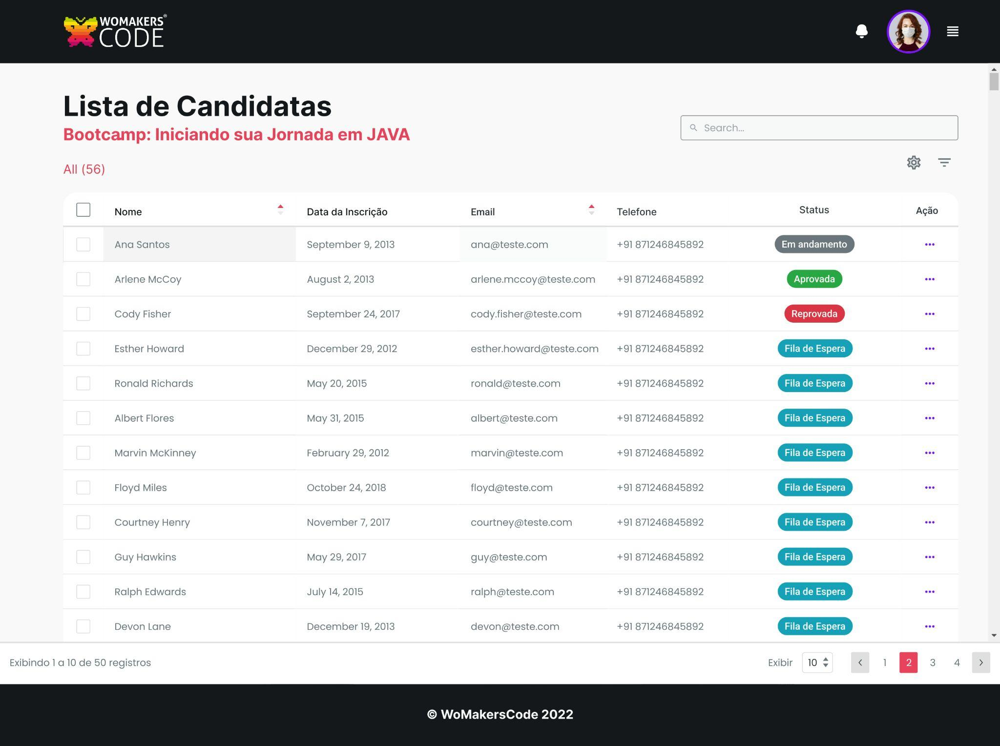 WOMAKERS®
CODE
Lista de Candidatas
Bootcamp: Iniciando sua Jornada em JAVA
Search...
All (56)
Nome Data da Inscrição Email Telefone Status Ação
Ana Santos September 9, 2013 ana@teste.com +91 871246845892 Em andamento
Arlene McCoy August 2, 2013 arlene.mccoy@teste.com +91 871246845892 Aprovada
Cody Fisher September 24, 2017 cody.fisher@teste.com +91 871246845892 Reprovada
Esther Howard December 29, 2012 esther.howard@teste.com +91 871246845892 Fila de Espera
Ronald Richards May 20, 2015 ronald@teste.com +91 871246845892 Fila de Espera
Albert Flores May 31, 2015 albert@teste.com +91 871246845892 Fila de Espera
Marvin McKinney February 29, 2012 marvin@teste.com +91 871246845892 Fila de Espera
Floyd Miles October 24, 2018 floyd@teste.com +91 871246845892 Fila de Espera
Courtney Henry November 7, 2017 courtney@teste.com +91 871246845892 Fila de Espera
Guy Hawkins May 29, 2017 guy@teste.com +91 871246845892 Fila de Espera
Ralph Edwards July 14, 2015 ralph@teste.com +91 871246845892 Fila de Espera
Devon Lane December 19, 2013 devon@teste.com +91 871246845892 Fila de Espera
Exibindo 1 a 10 de 50 registros Exibir 10 1 2 3 4
© WoMakersCode 2022